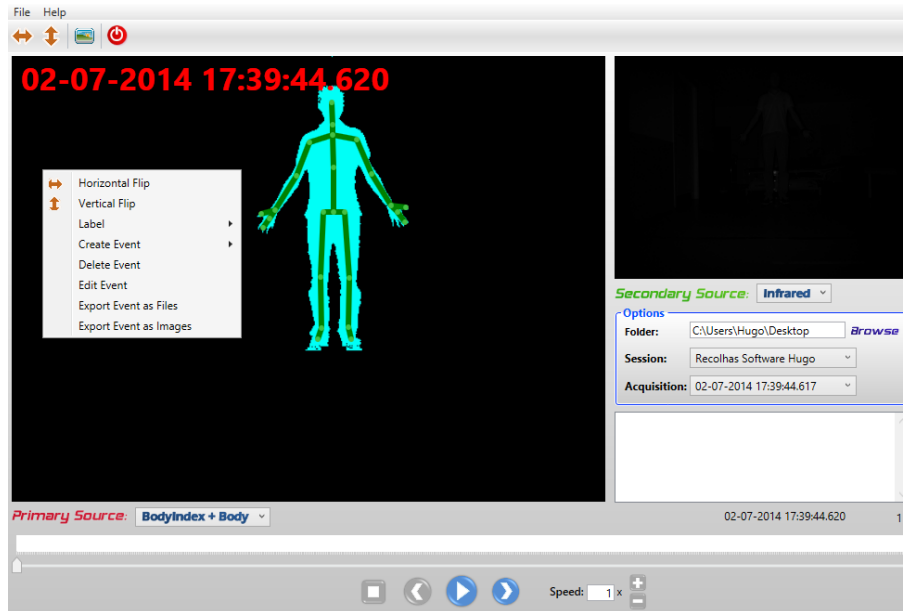 File Help
02-07-2014 17:39:44.620
Horizontal Flip
Vertical Flip
Label
Create Event
Delete Event
Edit Event
Export Event as Files
Export Event as Images
Secondary Source: Infrared
Options
Folder: C:\Users\Hugo\Desktop Browse
Session: Recolhas Software Hugo
Acquisition: 02-07-2014 17:39:44.617
Primary Source: BodyIndex + Body
02-07-2014 17:39:44.620 1
Speed: 1 x